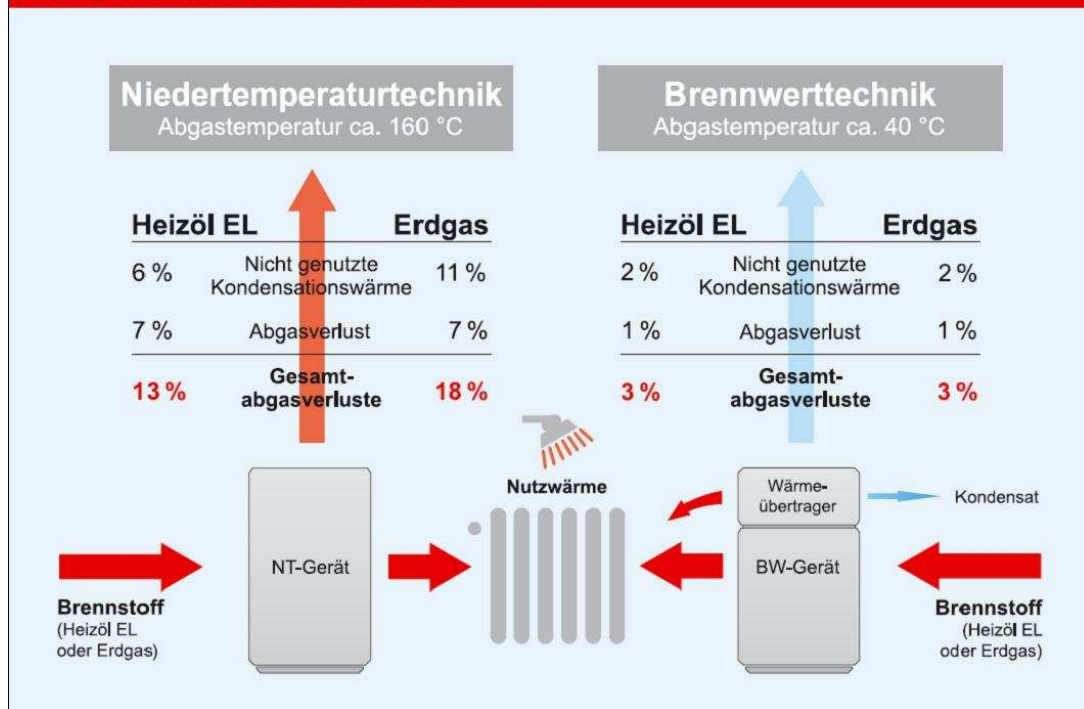 Niedertemperaturtechnik
Abgastemperatur ca. 160 °C
Heizöl EL Erdgas
6 % Nicht genutzte Kondensationswärme 11 %
7 % Abgasverlust 7 %
13 % Gesamt-abgasverluste 18 %
Brennwerttechnik
Abgastemperatur ca. 40 °C
Heizöl EL Erdgas
2 % Nicht genutzte Kondensationswärme 2 %
1 % Abgasverlust 1 %
3 % Gesamt-abgasverluste 3 %
Nutzwärme
Wärme-
übertrager
Kondensat
NT-Gerät
BW-Gerät
Brennstoff
(Heizöl EL
oder Erdgas)
Brennstoff
(Heizöl EL
oder Erdgas)